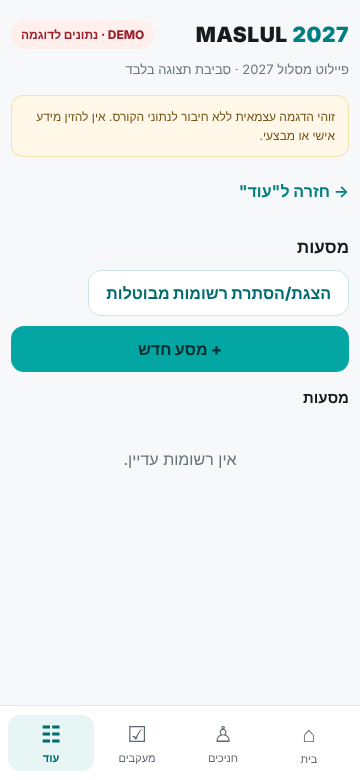 MASLUL 2027
DEMO · נתונים לדוגמה
פיילוט מסלול 2027 · סביבת תצוגה בלבד
זוהי הדגמה עצמאית ללא חיבור לנתוני הקורס. אין להזין מידע
אישי או מבצעי.
→ חזרה ל"עוד"
מסעות
הצגת/הסתרת רשומות מבוטלות
+ מסע חדש
מסעות
אין רשומות עדיין.
בית
חניכים
מעקבים
עוד